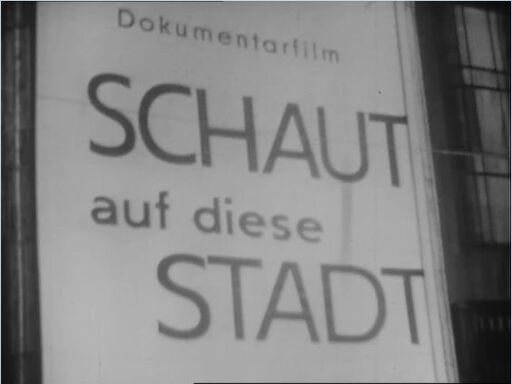 Dokumentarfilm
SCHAUT
auf diese
STADT